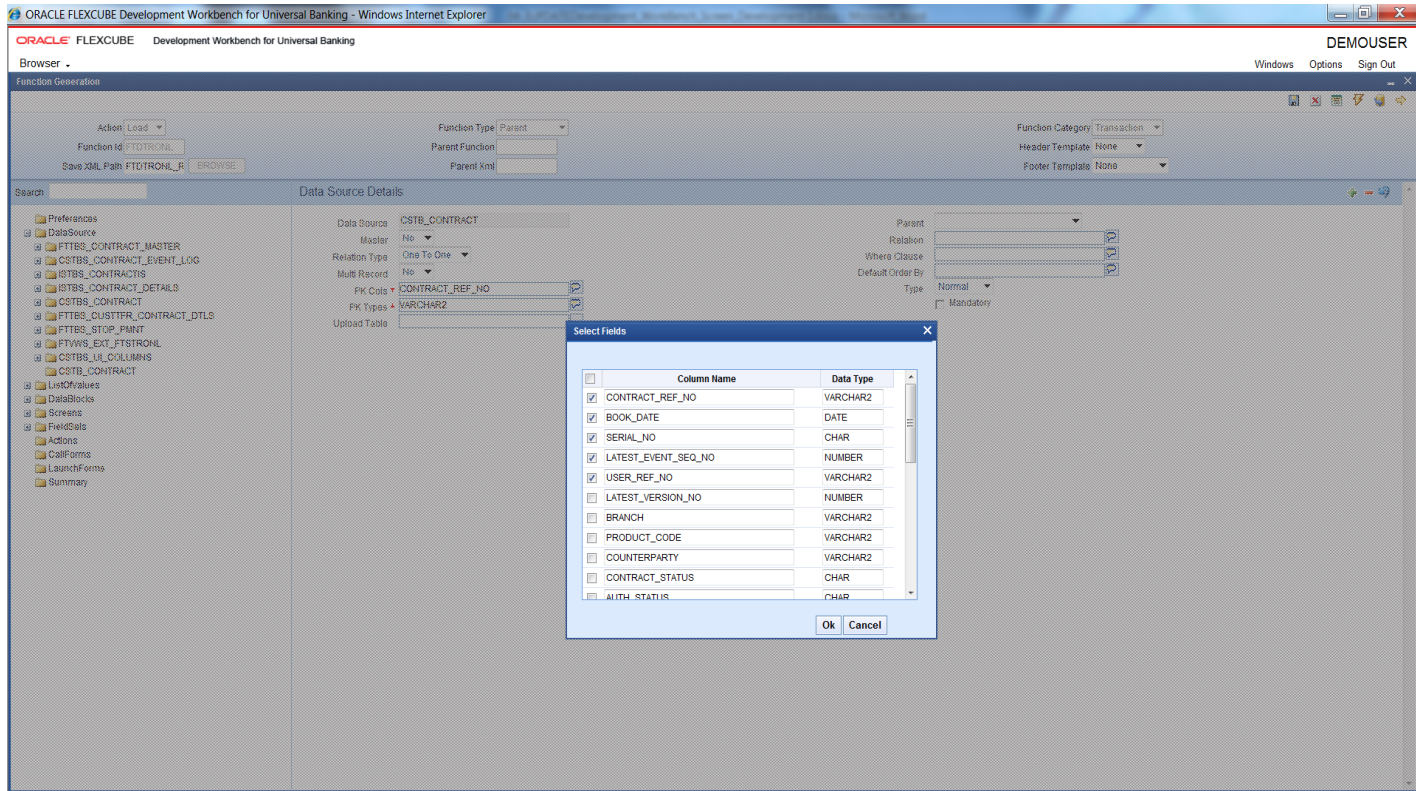 ORACLE FLEXCUBE Development Workbench for Universal Banking - Windows Internet Explorer
ORACLE FLEXCUBE Development Workbench for Universal Banking
DEMOUSER
Browser
Windows Options Sign Out
Function Generation
Action Load Function Type Parent Function Category Transaction
Function Id FTDTRONL Parent Function Header Template None
Save XML Path FTDTRONL_R BROWSE Parent Xml Footer Template None
Search Data Source Details
Preferences
DataSource
FTTBS_CONTRACT_MASTER
CSTBS_CONTRACT_EVENT_LOG
ISTBS_CONTRACTIS
ISTBS_CONTRACT_DETAILS
CSTBS_CONTRACT
FTTBS_CUSTTFR_CONTRACT_DTLS
FTTBS_STOP_PMNT
FTVWS_EXT_FTSTRONL
CSTBS_UI_COLUMNS
CSTB_CONTRACT
ListOfValues
DataBlocks
Screens
FieldSets
Actions
CallForms
LaunchForms
Summary
Data Source CSTB_CONTRACT Parent
Master No Relation
Relation Type One To One Where Clause
Multi Record No Default Order By
PK Cols CONTRACT_REF_NO Type Normal
PK Types VARCHAR2 Mandatory
Upload Table
Select Fields
Column Name Data Type
CONTRACT_REF_NO VARCHAR2
BOOK_DATE DATE
SERIAL_NO CHAR
LATEST_EVENT_SEQ_NO NUMBER
USER_REF_NO VARCHAR2
LATEST_VERSION_NO NUMBER
BRANCH VARCHAR2
PRODUCT_CODE VARCHAR2
COUNTERPARTY VARCHAR2
CONTRACT_STATUS CHAR
AUTH_STATUS CHAR
Ok Cancel